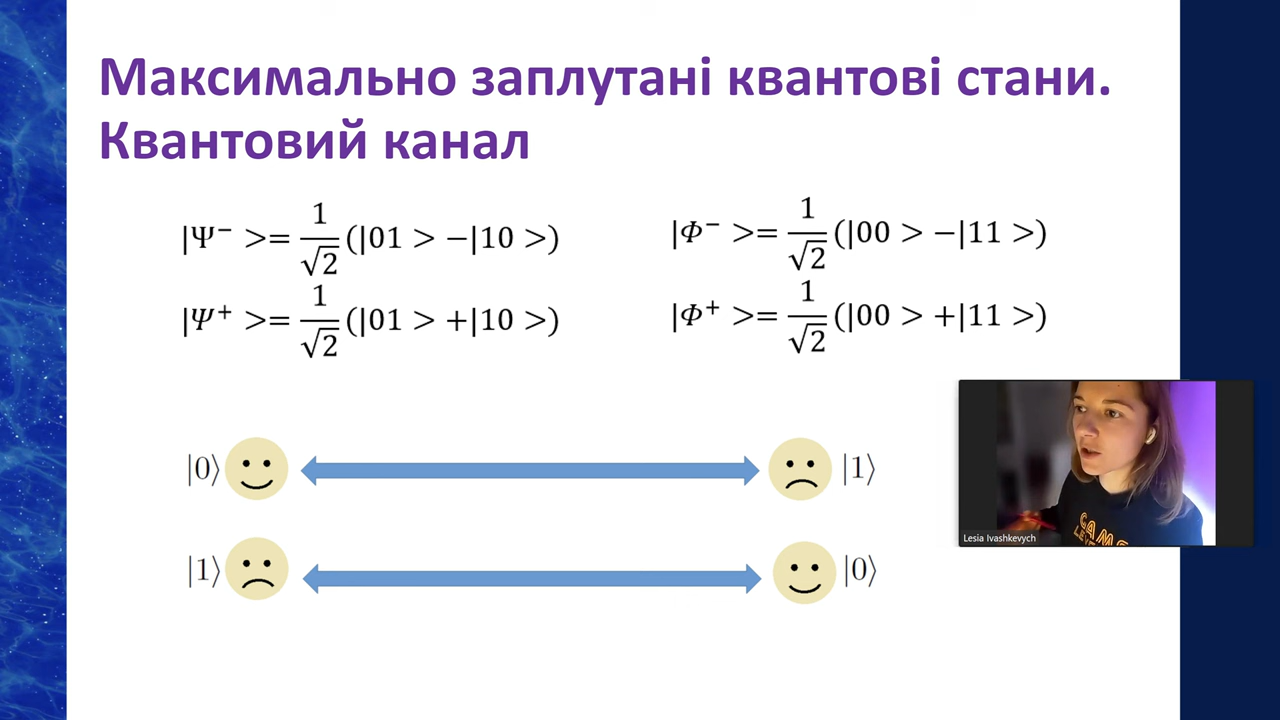 Максимально заплутані квантові стани.
Квантовий канал
|Ψ⁻ >= 1/√2 (|01 > −|10 >)
|Φ⁻ >= 1/√2 (|00 > −|11 >)
|Ψ⁺ >= 1/√2 (|01 > +|10 >)
|Φ⁺ >= 1/√2 (|00 > +|11 >)
|0⟩ |1⟩
|1⟩ |0⟩
Lesia Ivashkevych